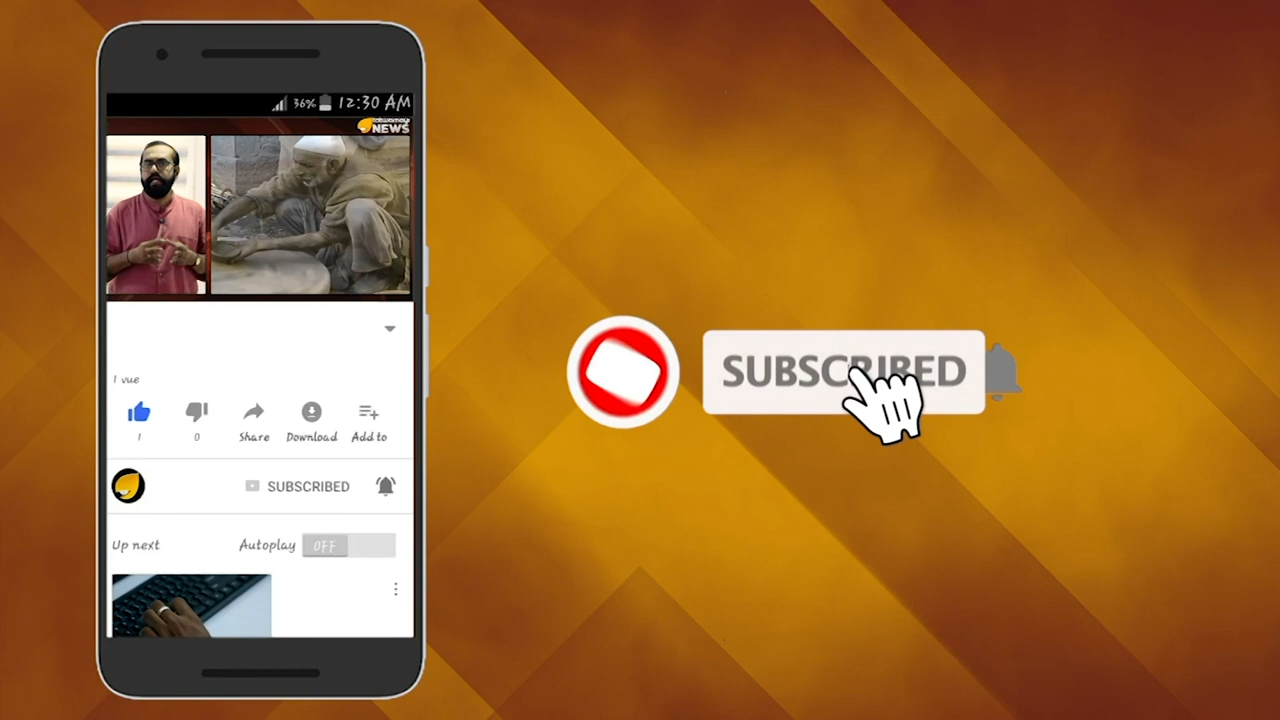 36% 12:30 AM
tatwamayi
NEWS
1 vue
1 0 Share Download Add to
SUBSCRIBED
Up next Autoplay OFF
SUBSCRIBED